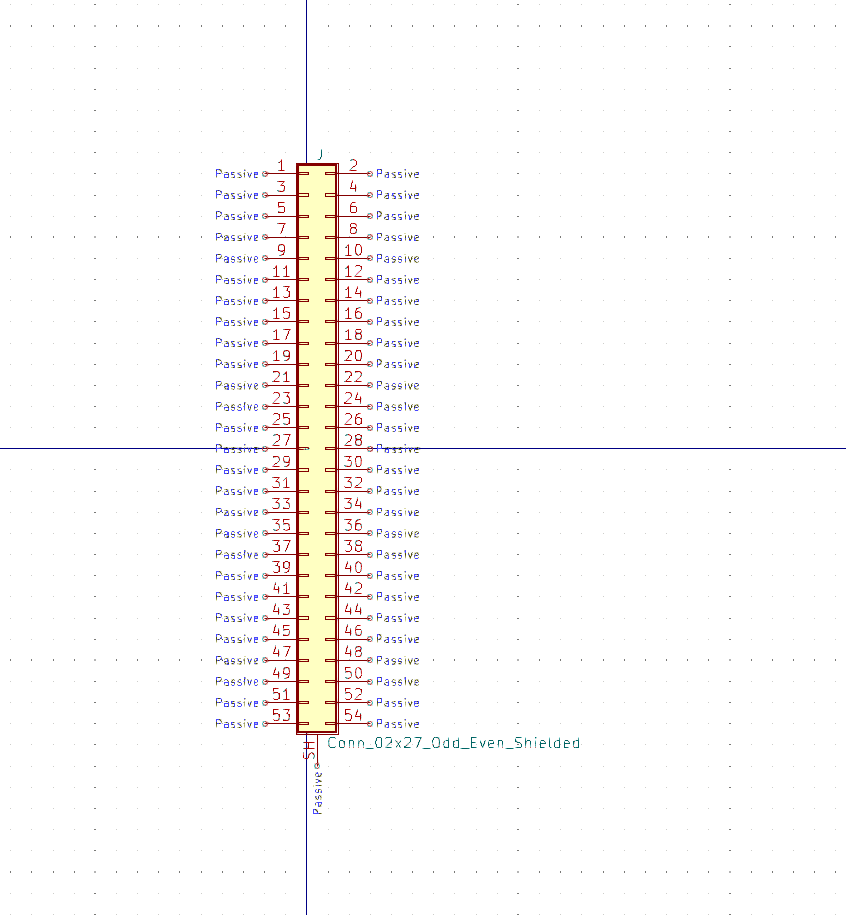 J
Passive 1 2 Passive
Passive 3 4 Passive
Passive 5 6 Passive
Passive 7 8 Passive
Passive 9 10 Passive
Passive 11 12 Passive
Passive 13 14 Passive
Passive 15 16 Passive
Passive 17 18 Passive
Passive 19 20 Passive
Passive 21 22 Passive
Passive 23 24 Passive
Passive 25 26 Passive
Passive 27 28 Passive
Passive 29 30 Passive
Passive 31 32 Passive
Passive 33 34 Passive
Passive 35 36 Passive
Passive 37 38 Passive
Passive 39 40 Passive
Passive 41 42 Passive
Passive 43 44 Passive
Passive 45 46 Passive
Passive 47 48 Passive
Passive 49 50 Passive
Passive 51 52 Passive
Passive 53 54 Passive
SH Conn_02x27_Odd_Even_Shielded
Passive